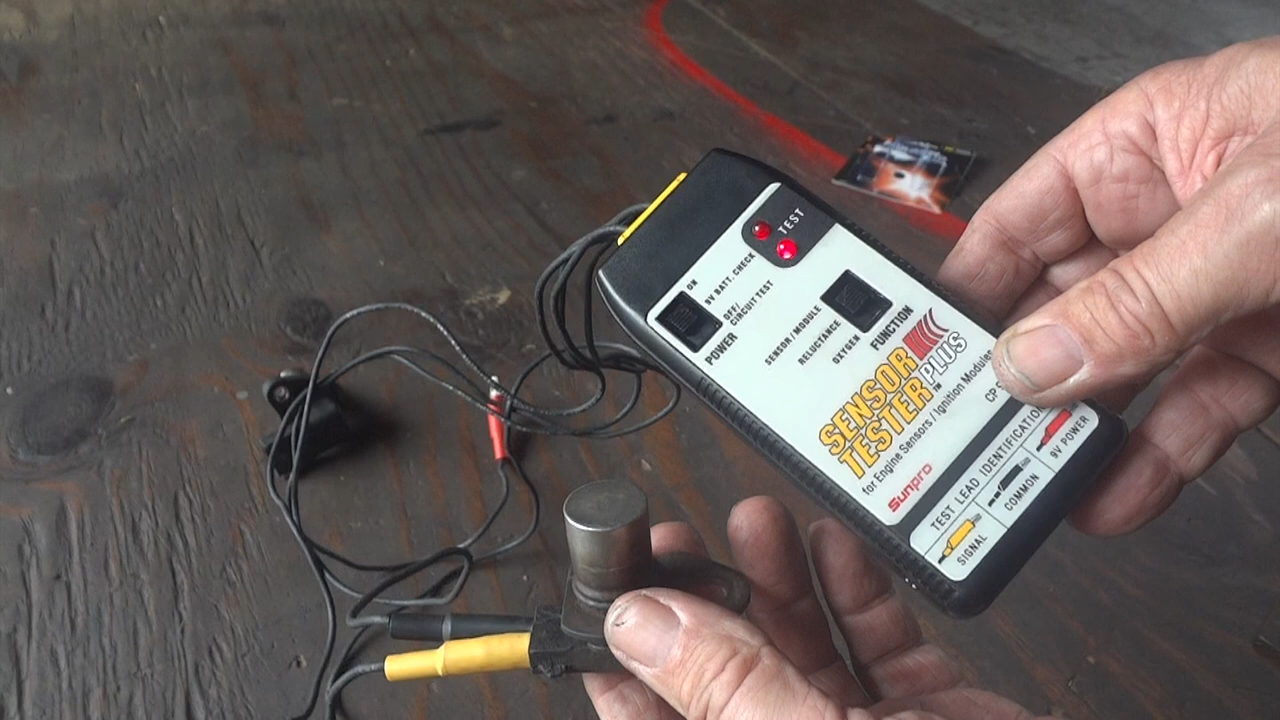 TEST
ON
9V BATT. CHECK
OFF/
CIRCUIT TEST
POWER
SENSOR/MODULE
RELUCTANCE
OXYGEN
FUNCTION
SENSOR
TESTER PLUS
for Engine Sensors / Ignition Modules
CP
Sunpro
TEST LEAD IDENTIFICATION
SIGNAL
COMMON
9V POWER